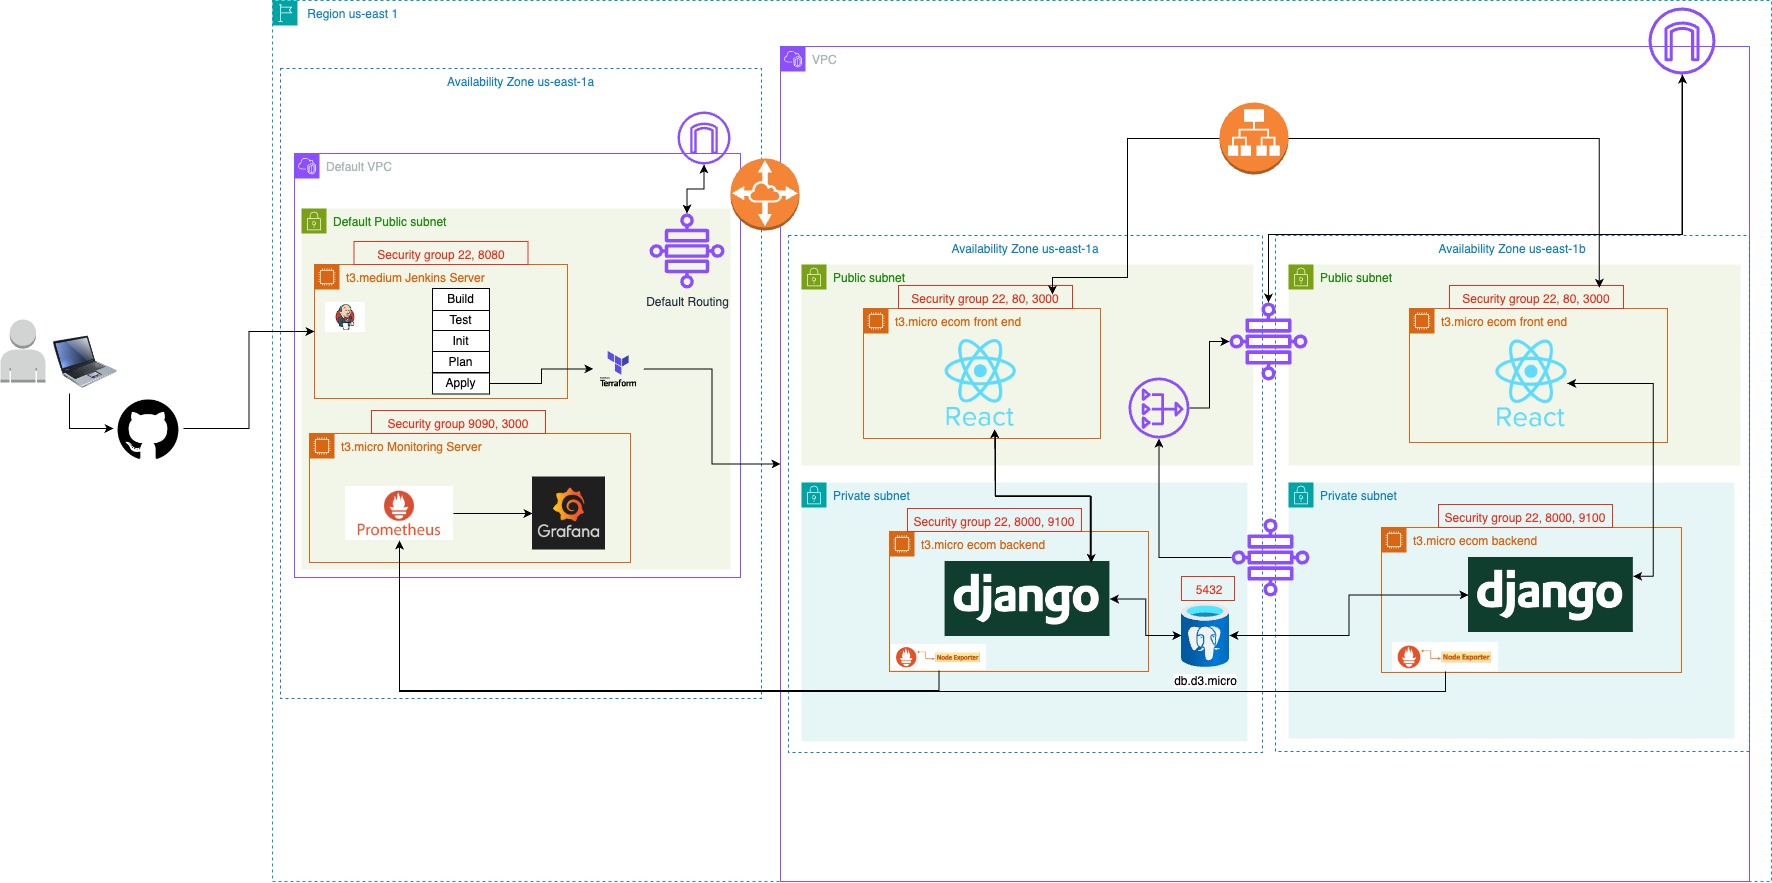 Region us-east 1
Availability Zone us-east-1a
Default VPC
Default Public subnet
Security group 22, 8080
t3.medium Jenkins Server
Build
Test
Init
Plan
Apply
Terraform
Default Routing
Security group 9090, 3000
t3.micro Monitoring Server
Prometheus
Grafana
VPC
Availability Zone us-east-1a
Public subnet
Security group 22, 80, 3000
t3.micro ecom front end
React
Private subnet
Security group 22, 8000, 9100
t3.micro ecom backend
django
Node Exporter
5432
db.d3.micro
Availability Zone us-east-1b
Public subnet
Security group 22, 80, 3000
t3.micro ecom front end
React
Private subnet
Security group 22, 8000, 9100
t3.micro ecom backend
django
Node Exporter